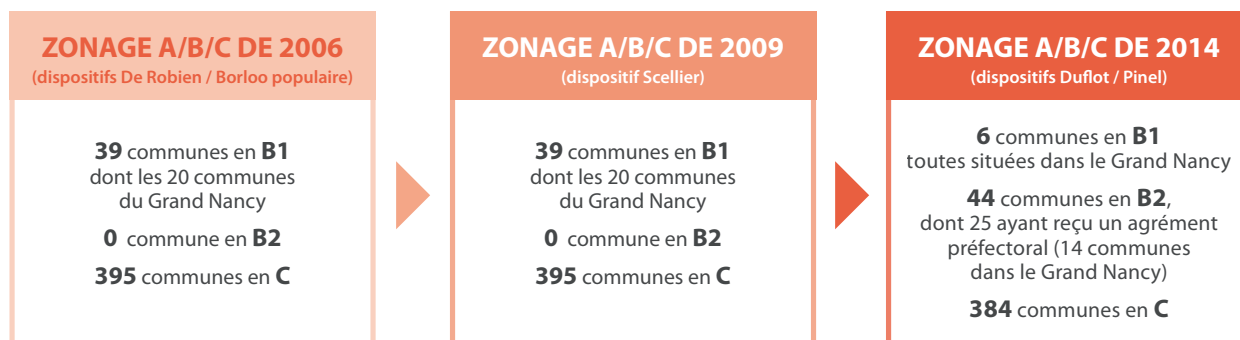 ZONAGE A/B/C DE 2006
(dispositifs De Robien / Borloo populaire)
39 communes en B1
dont les 20 communes
du Grand Nancy
0 commune en B2
395 communes en C
ZONAGE A/B/C DE 2009
(dispositif Scellier)
39 communes en B1
dont les 20 communes
du Grand Nancy
0 commune en B2
395 communes en C
ZONAGE A/B/C DE 2014
(dispositifs Duflot / Pinel)
6 communes en B1
toutes situées dans le Grand Nancy
44 communes en B2,
dont 25 ayant reçu un agrément
préfectoral (14 communes
dans le Grand Nancy)
384 communes en C